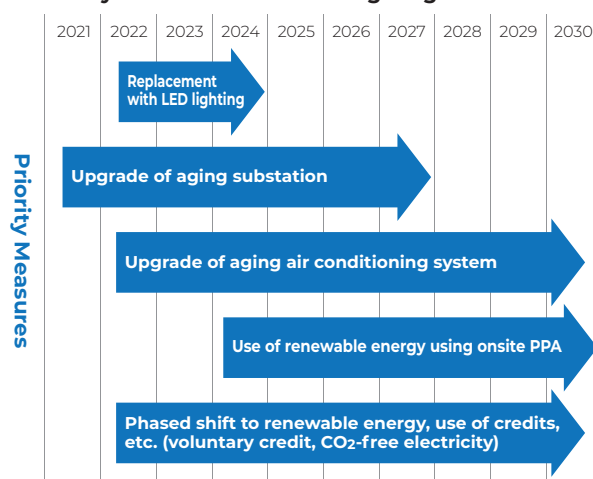 2021 2022 2023 2024 2025 2026 2027 2028 2029 2030
Priority Measures
Replacement
with LED lighting
Upgrade of aging substation
Upgrade of aging air conditioning system
Use of renewable energy using onsite PPA
Phased shift to renewable energy, use of credits,
etc. (voluntary credit, CO2-free electricity)